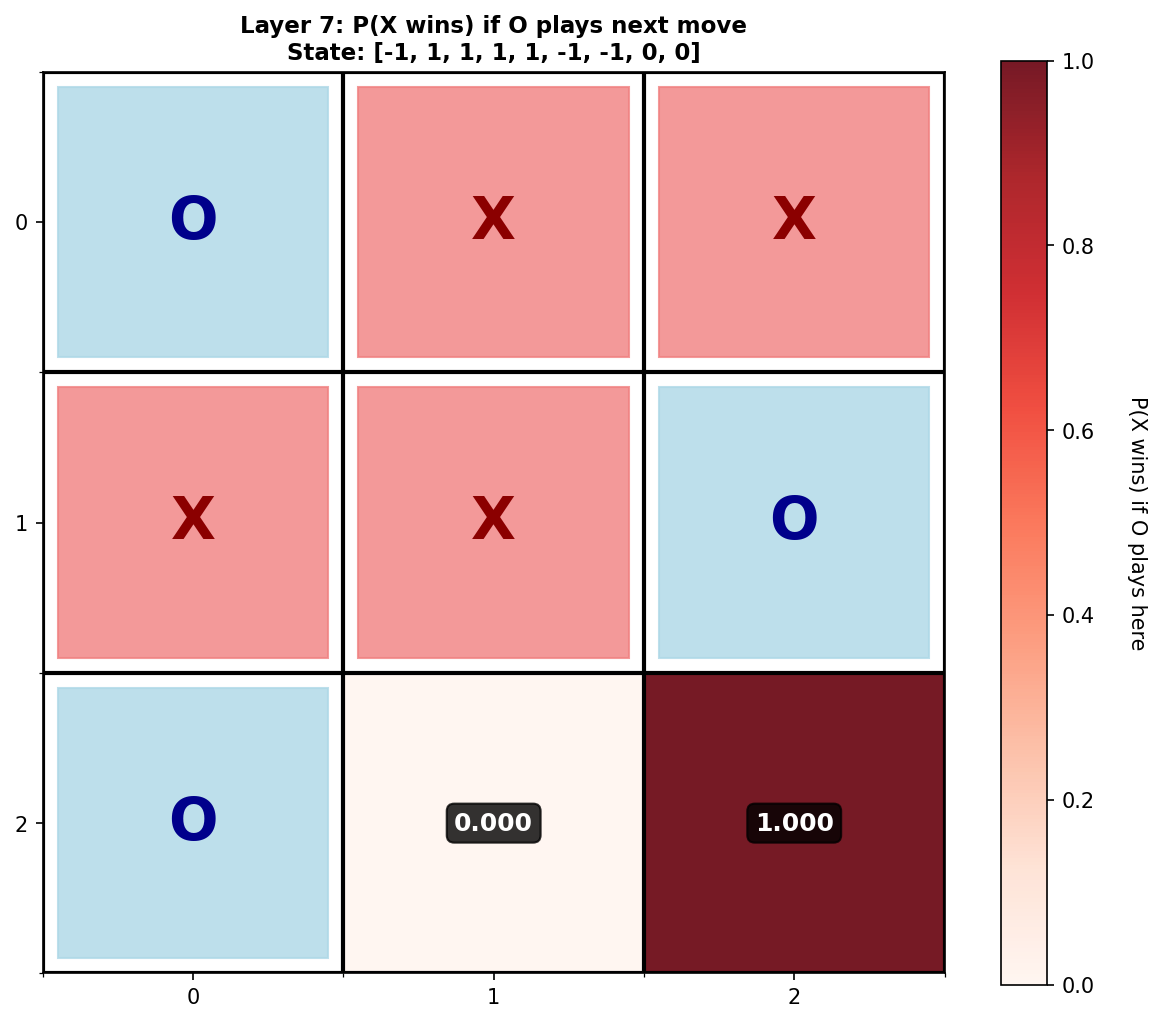 Layer 7: P(X wins) if O plays next move
State: [-1, 1, 1, 1, 1, -1, -1, 0, 0]
O X X
X X O
O 0.000 1.000
0
1
2
0 1 2
1.0
0.8
0.6
0.4
0.2
0.0
P(X wins) if O plays here